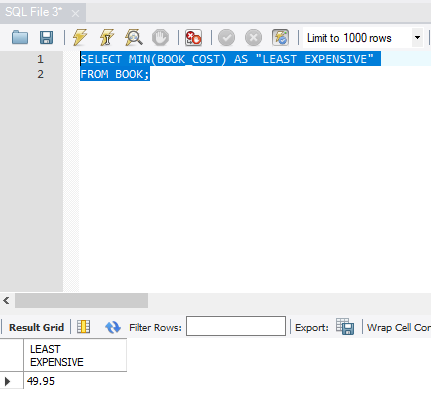 SQL File 3* ×
Limit to 1000 rows
1 SELECT MIN(BOOK_COST) AS "LEAST EXPENSIVE"
2 FROM BOOK;
Result Grid Filter Rows: Export: Wrap Cell Con
LEAST
EXPENSIVE
49.95